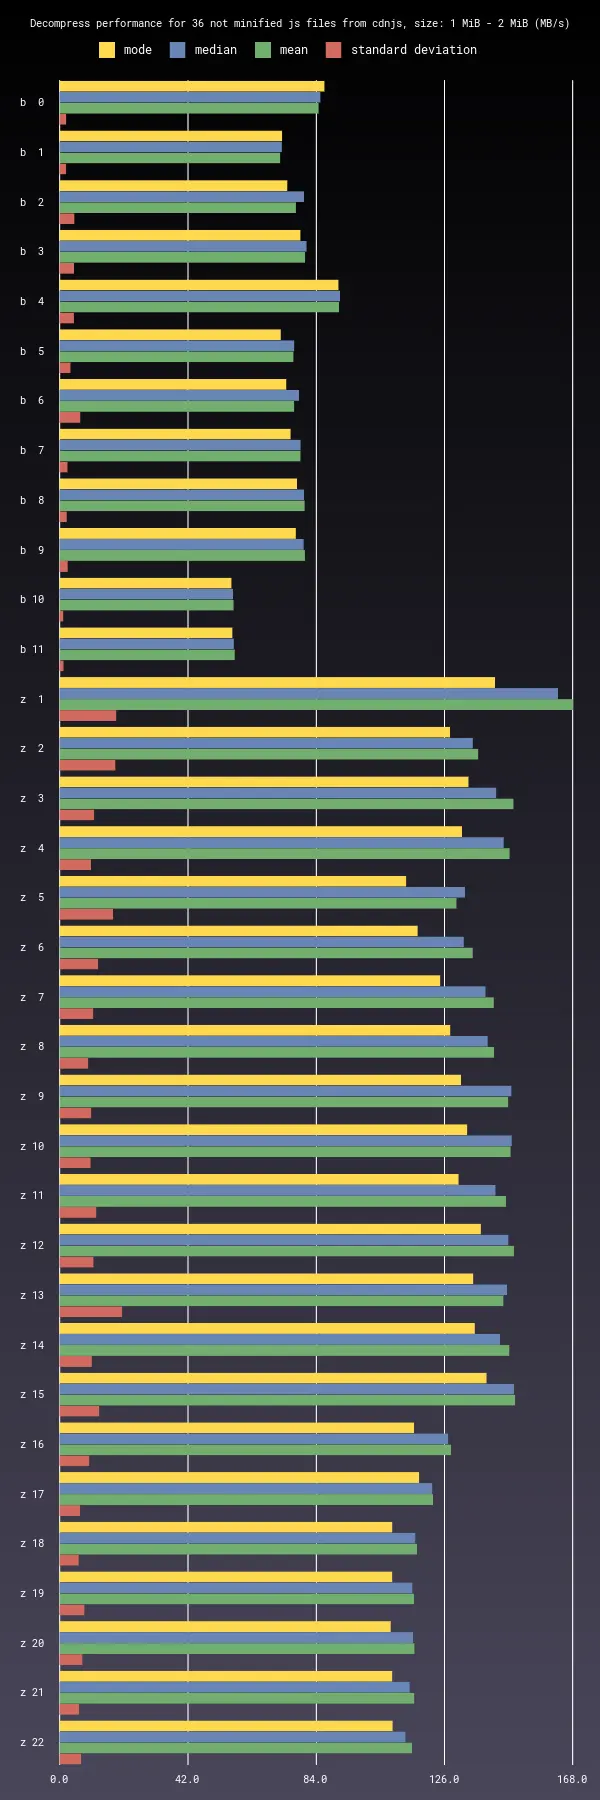 Decompress performance for 36 not minified js files from cdnjs, size: 1 MiB - 2 MiB (MB/s)
mode median mean standard deviation
b 0
b 1
b 2
b 3
b 4
b 5
b 6
b 7
b 8
b 9
b 10
b 11
z 1
z 2
z 3
z 4
z 5
z 6
z 7
z 8
z 9
z 10
z 11
z 12
z 13
z 14
z 15
z 16
z 17
z 18
z 19
z 20
z 21
z 22
0.0 42.0 84.0 126.0 168.0